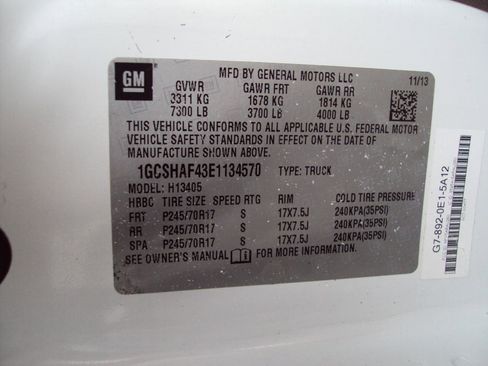 GM
MFD BY GENERAL MOTORS LLC 11/13
GVWR GAWR FRT GAWR RR
3311 KG 1678 KG 1814 KG
7300 LB 3700 LB 4000 LB
THIS VEHICLE CONFORMS TO ALL APPLICABLE U.S. FEDERAL MOTOR
VEHICLE SAFETY STANDARDS IN EFFECT ON THE DATE OF
MANUFACTURE SHOWN ABOVE.
1GCSHAF43E1134570 TYPE: TRUCK
MODEL: H13405
HBBC TIRE SIZE SPEED RTG RIM COLD TIRE PRESSURE
FRT P245/70R17 S 17X7.5J 240KPA(35PSI)
RR P245/70R17 S 17X7.5J 240KPA(35PSI)
SPA P245/70R17 S 17X7.5J 240KPA(35PSI)
SEE OWNER'S MANUAL FOR MORE INFORMATION.
G7-892-0E1-5A12